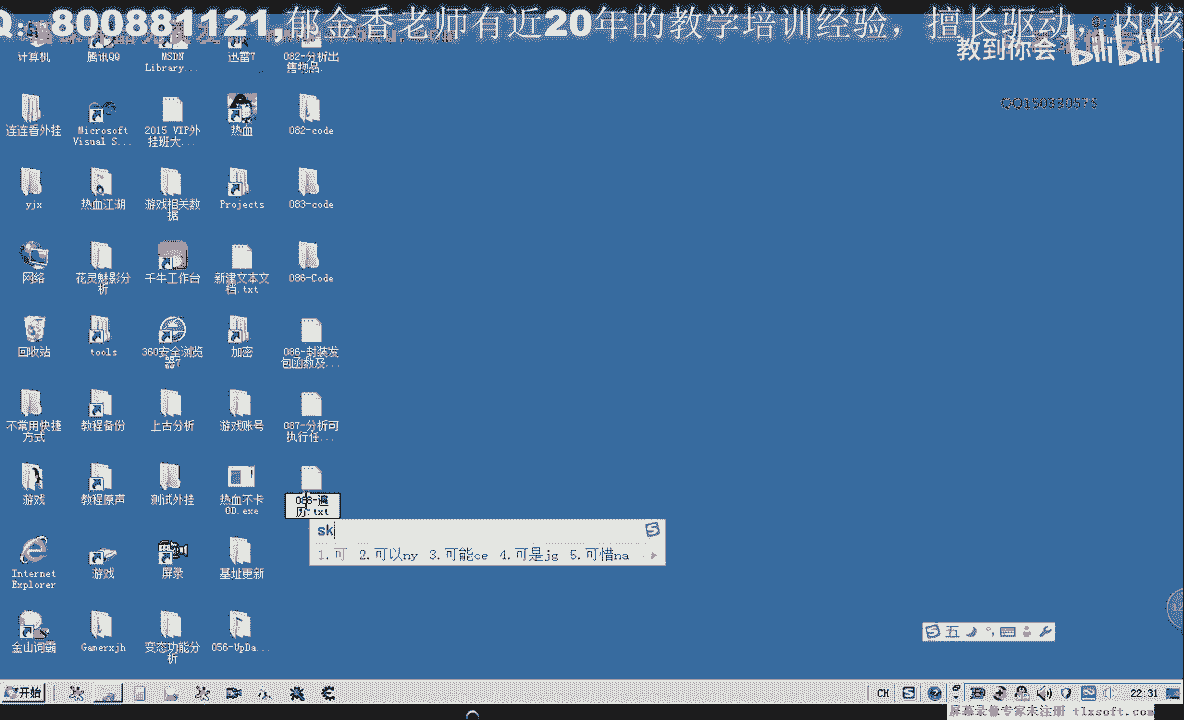 Q：800881121,郁金香老师有近20年的教学培训经验，擅长驱动，内核
教到你会
bilibili
计算机
腾讯QQ
MSDN
Library...
迅雷7
082-分析出
售物品.
连连看外挂
Microsoft
Visual S...
2015 VIP外
挂班大...
热血
082-code
yjx
热血江湖
游戏相关数
据
Projects
083-code
网络
花灵魅影分
析
千牛工作台
新建文本文
档.txt
086-Code
回收站
tools
360安全浏览
器7
加密
086-封装发
包函数及...
不常用快捷
方式
教程备份
上古分析
游戏账号
087-分析可
执行任...
游戏
教程原声
测试外挂
热血不卡
OD.exe
088-遍
历.txt
sk
1.可 2.可以ny 3.可能ce 4.可是jg 5.可惜na
Internet
Explorer
游戏
屏录
基址更新
金山词霸
Gamerxjh
变态功能分
析
056-UpDa...
五
开始
CH
22:31
屏幕录像专家未注册 tlxsoft.com